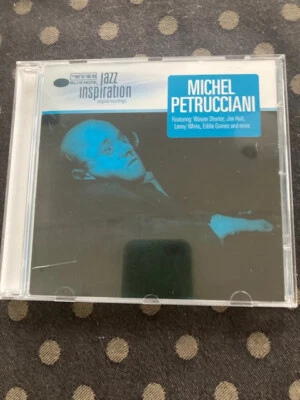 BLUE NOTE
jazz
inspiration
original recordings
MICHEL
PETRUCCIANI
Featuring: Wayne Shorter, Jim Hall,
Lenny White, Eddie Gomez and more